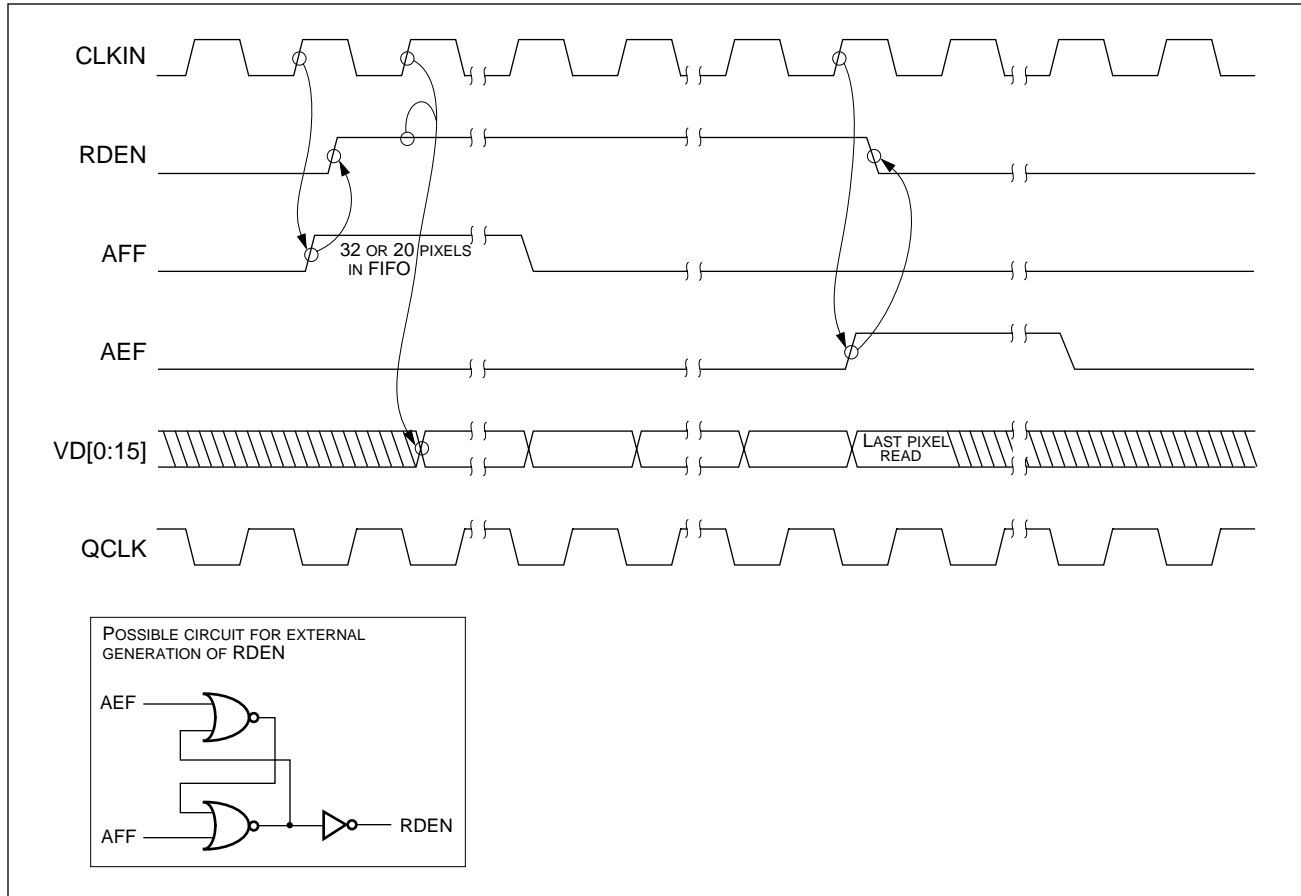 CLKIN
RDEN
AFF
32 OR 20 PIXELS
IN FIFO
AEF
VD[0:15]
LAST PIXEL
READ
QCLK
POSSIBLE CIRCUIT FOR EXTERNAL
GENERATION OF RDEN
AEF
AFF
RDEN